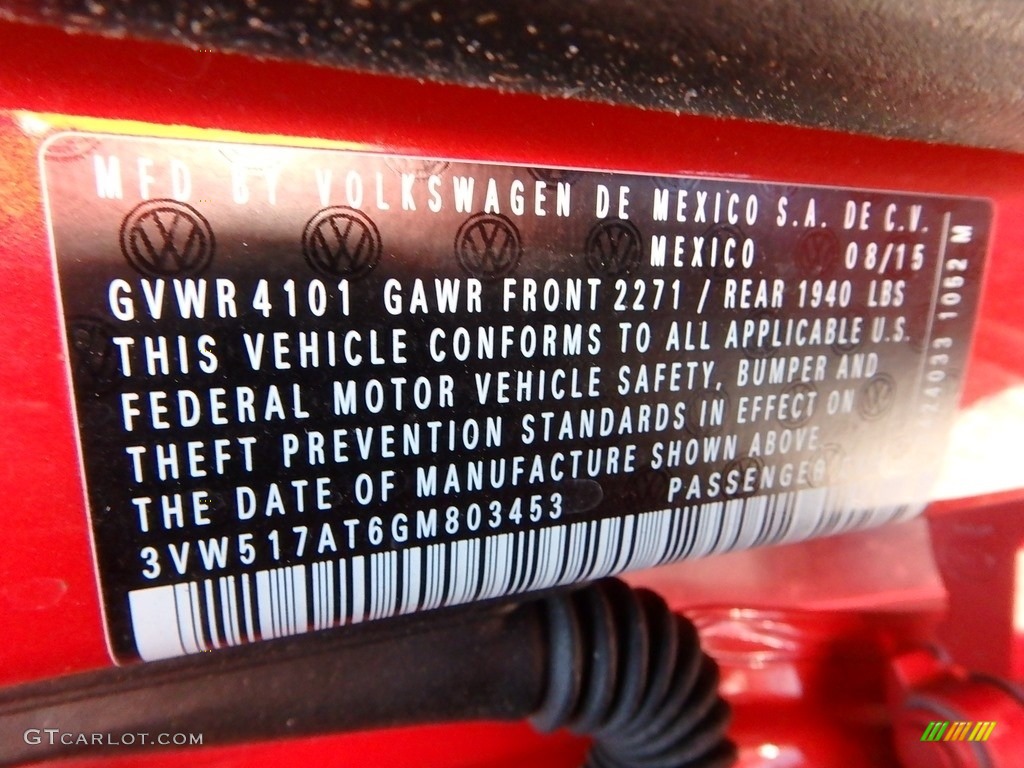 MFD BY VOLKSWAGEN DE MEXICO S.A. DE C.V.
MEXICO 08/15
GVWR 4101 GAWR FRONT 2271 / REAR 1940 LBS
THIS VEHICLE CONFORMS TO ALL APPLICABLE U.S.
FEDERAL MOTOR VEHICLE SAFETY, BUMPER AND
THEFT PREVENTION STANDARDS IN EFFECT ON
THE DATE OF MANUFACTURE SHOWN ABOVE
3VW517AT6GM803453 PASSENGER
1052 M
GTCARLOT.COM